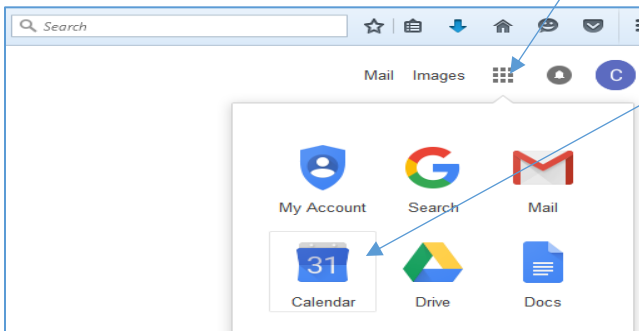 Search
Mail Images C
My Account Search Mail
31
Calendar Drive Docs